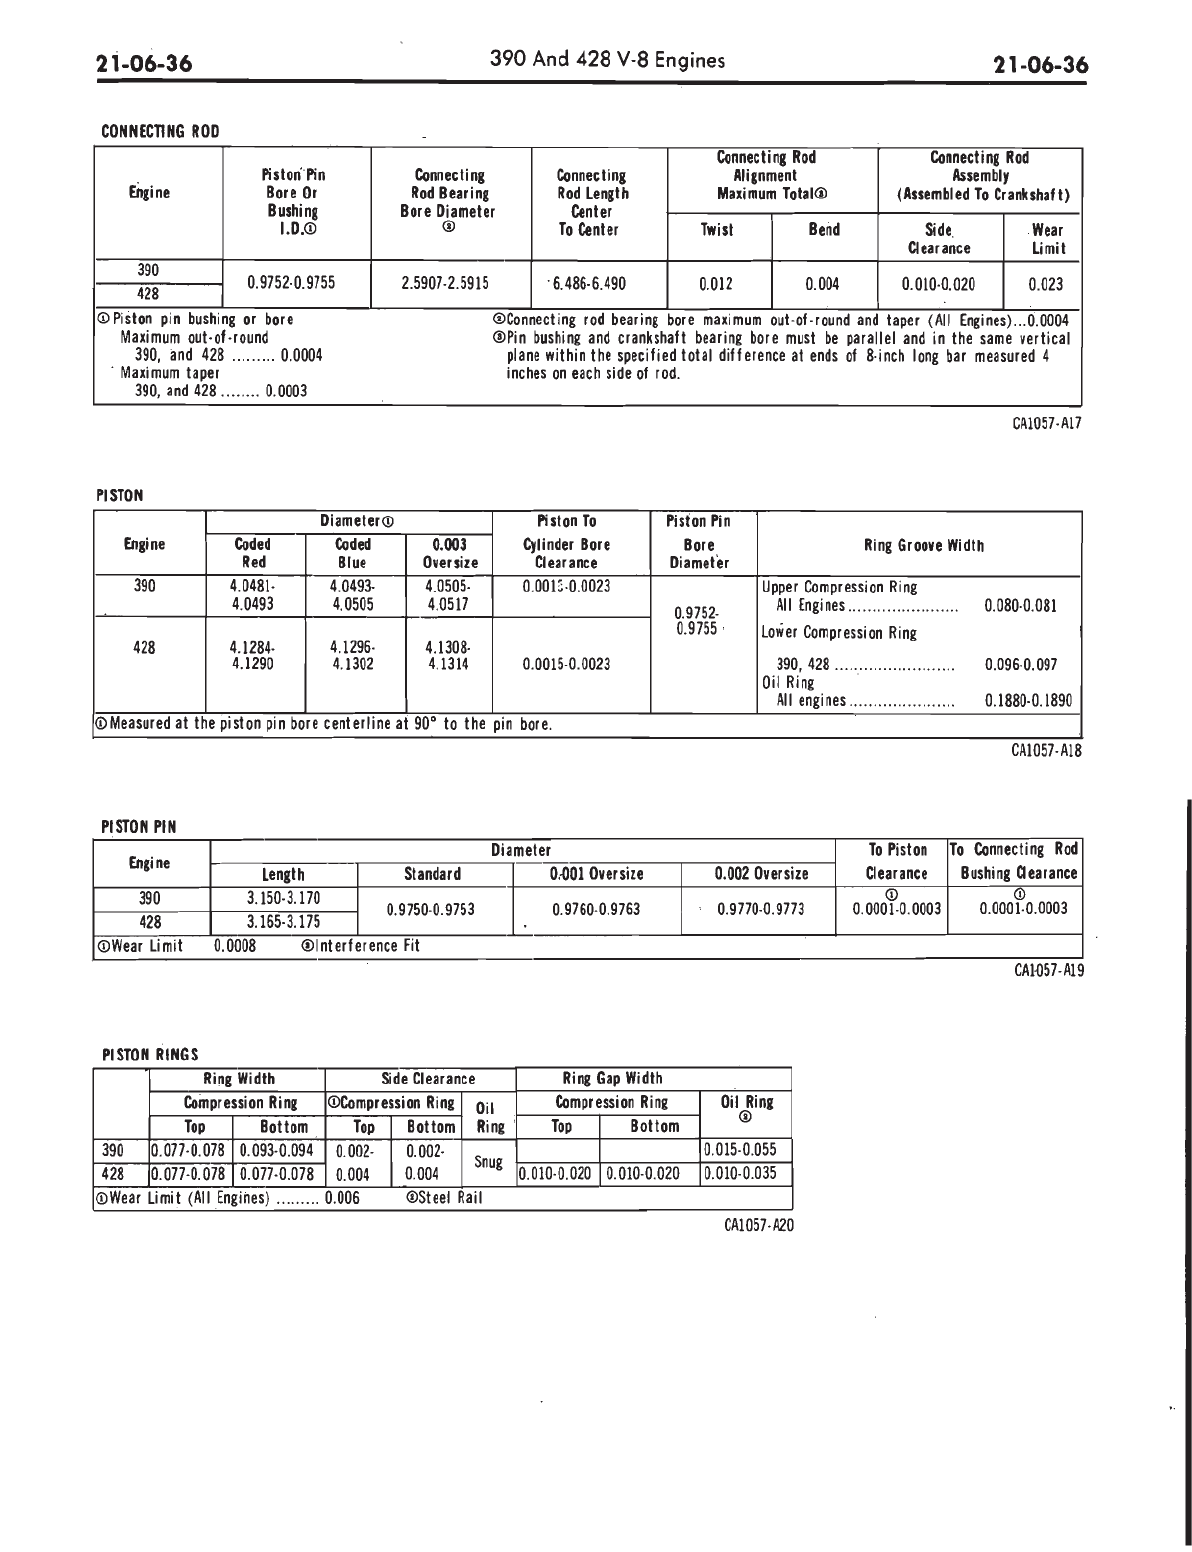 21-06-36 390 And 428 V-8 Engines 21-06-36
CONNECTING ROD
Engine
Piston Pin
Bore Or
Bushing
I.D.①
Connecting
Rod Bearing
Bore Diameter
②
Connecting
Rod Length
Center
To Center
Connecting Rod
Alignment
Maximum Total③
Twist Bend
Connecting Rod
Assembly
(Assembled To Crankshaft)
Side
Clearance
Wear
Limit
390
428
0.9752-0.9755 2.5907-2.5915 6.486-6.490 0.012 0.004 0.010-0.020 0.023
①Piston pin bushing or bore
Maximum out-of-round
390, and 428 ......... 0.0004
Maximum taper
390, and 428 ........ 0.0003
②Connecting rod bearing bore maximum out-of-round and taper (All Engines)...0.0004
③Pin bushing and crankshaft bearing bore must be parallel and in the same vertical
plane within the specified total difference at ends of 8-inch long bar measured 4
inches on each side of rod.
CA1057-A17
PISTON
Engine
Diameter①
Coded
Red
Coded
Blue
0.003
Oversize
Piston To
Cylinder Bore
Clearance
Piston Pin
Bore
Diameter
Ring Groove Width
390
4.0481-
4.0493
4.0493-
4.0505
4.0505-
4.0517
0.0015-0.0023
428
4.1284-
4.1290
4.1296-
4.1302
4.1308-
4.1314
0.0015-0.0023
0.9752-
0.9755
Upper Compression Ring
All Engines....................... 0.080-0.081
Lower Compression Ring
390, 428 ......................... 0.096-0.097
Oil Ring
All engines...................... 0.1880-0.1890
①Measured at the piston pin bore centerline at 90° to the pin bore.
CA1057-A18
PISTON PIN
Engine
Diameter
Length Standard 0.001 Oversize 0.002 Oversize
To Piston
Clearance
To Connecting Rod
Bushing Clearance
390 3.150-3.170
428 3.165-3.175
0.9750-0.9753 0.9760-0.9763 0.9770-0.9773
①
0.0001-0.0003
①
0.0001-0.0003
①Wear Limit 0.0008 ②Interference Fit
CA1057-A19
PISTON RINGS
Ring Width Side Clearance Ring Gap Width
Compression Ring ①Compression Ring Oil
Ring
Compression Ring Oil Ring
②
Top Bottom Top Bottom Top Bottom
390 0.077-0.078 0.093-0.094 0.002- 0.002- 0.015-0.055
Snug
428 0.077-0.078 0.077-0.078 0.004 0.004 0.010-0.020 0.010-0.020 0.010-0.035
①Wear Limit (All Engines) ......... 0.006 ②Steel Rail
CA1057-A20